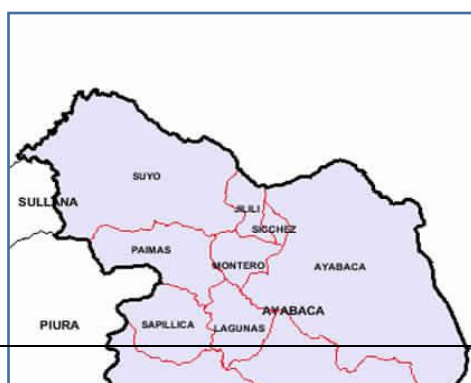 SUYO
SULLANA
JILILI
SICCHEZ
PAIMAS
MONTERO
AYABACA
AYABACA
PIURA
SAPILLICA
LAGUNAS